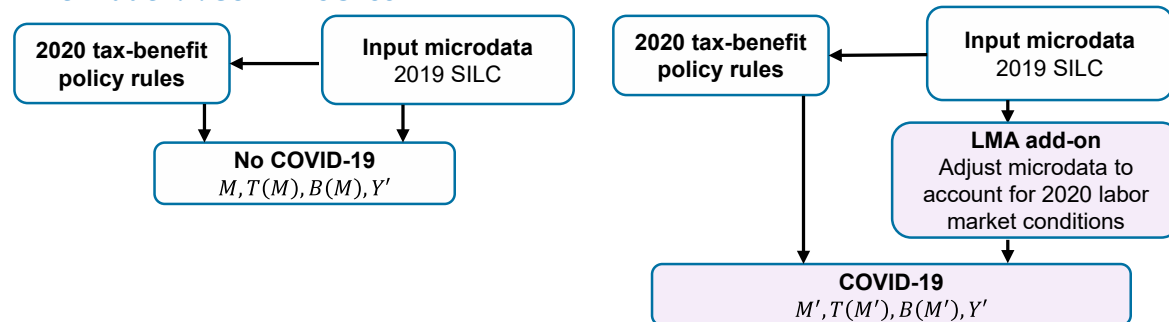 2020 tax-benefit
policy rules
Input microdata
2019 SILC
No COVID-19
M, T(M), B(M), Y′
2020 tax-benefit
policy rules
Input microdata
2019 SILC
LMA add-on
Adjust microdata to
account for 2020 labor
market conditions
COVID-19
M′, T(M′), B(M′), Y′